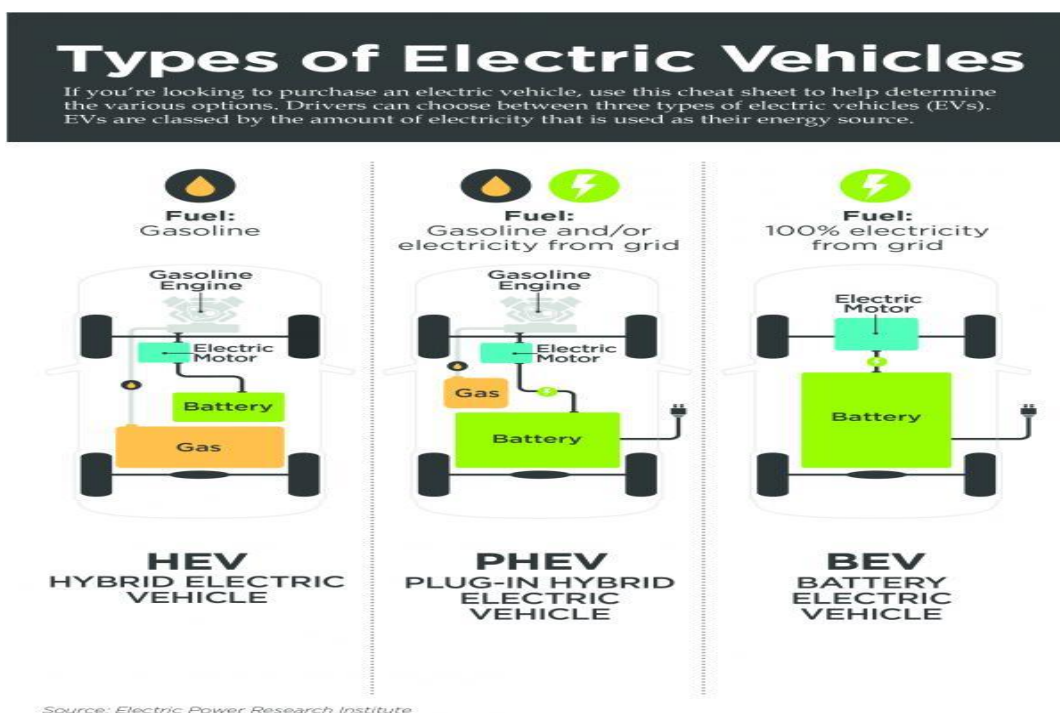 Types of Electric Vehicles
If you're looking to purchase an electric vehicle, use this cheat sheet to help determine
the various options. Drivers can choose between three types of electric vehicles (EVs).
EVs are classed by the amount of electricity that is used as their energy source.
Fuel:
Gasoline
Gasoline
Engine
Electric
Motor
Battery
Gas
HEV
HYBRID ELECTRIC
VEHICLE
Fuel:
Gasoline and/or
electricity from grid
Gasoline
Engine
Electric
Motor
Gas
Battery
PHEV
PLUG-IN HYBRID
ELECTRIC
VEHICLE
Fuel:
100% electricity
from grid
Electric
Motor
Battery
BEV
BATTERY
ELECTRIC
VEHICLE
Source: Electric Power Research Institute